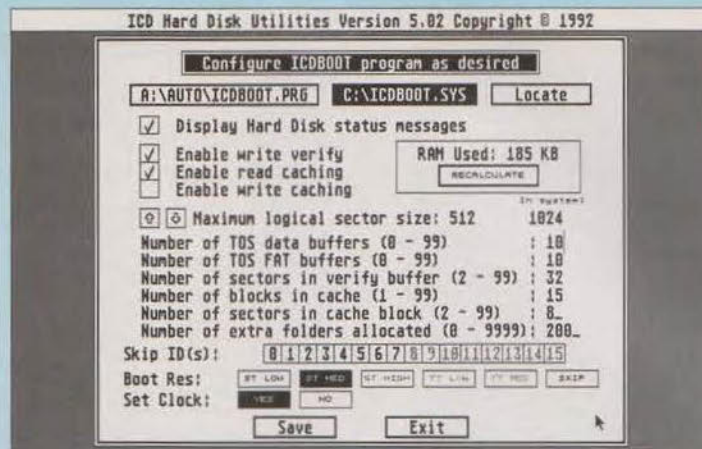 ICD Hard Disk Utilities Version 5.02 Copyright © 1992
Configure ICDBOOT program as desired
A:\AUTO\ICDBOOT.PRG C:\ICDBOOT.SYS Locate
Display Hard Disk status messages
Enable write verify
RAM Used: 185 KB
Enable read caching
RECALCULATE
Enable write caching
In system:
Maximum logical sector size: 512 1024
Number of TOS data buffers (0 - 99) : 10
Number of TOS FAT buffers (0 - 99) : 10
Number of sectors in verify buffer (2 - 99) : 32
Number of blocks in cache (1 - 99) : 15
Number of sectors in cache block (2 - 99) : 8_
Number of extra folders allocated (0 - 9999): 200_
Skip ID(s): 0 1 2 3 4 5 6 7 8 9 10 11 12 13 14 15
Boot Res: ST LOW ST MED ST HIGH TT LOW TT MED SKIP
Set Clock: YES NO
Save Exit